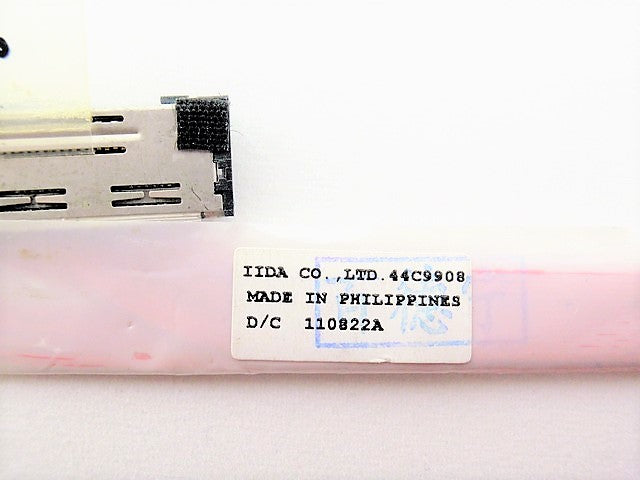 IIDA CO.,LTD.44C9908
MADE IN PHILIPPINES
D/C 110822A